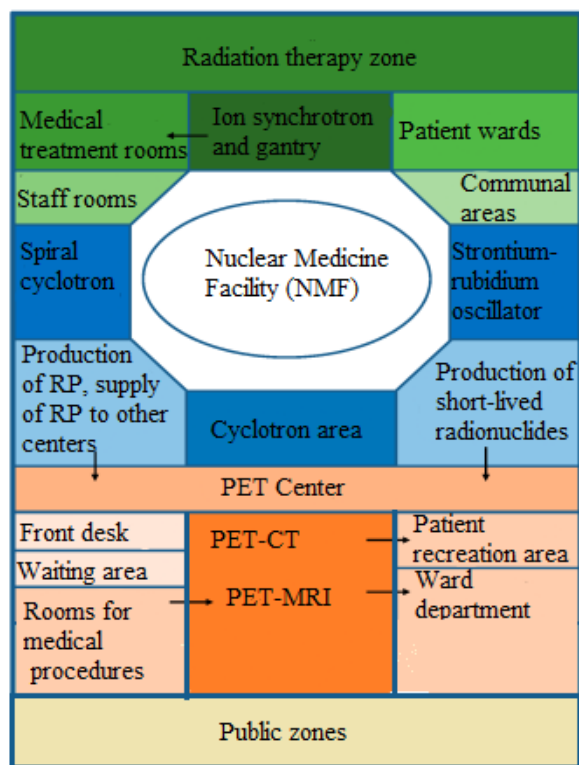 Radiation therapy zone
Medical
treatment rooms
Ion synchrotron
and gantry
Patient wards
Staff rooms
Communal
areas
Spiral
cyclotron
Nuclear Medicine
Facility (NMF)
Strontium-
rubidium
oscillator
Production
of RP, supply
of RP to other
centers
Cyclotron area
Production of
short-lived
radionuclides
PET Center
Front desk
Waiting area
Rooms for
medical
procedures
PET-CT
PET-MRI
Patient
recreation area
Ward
department
Public zones